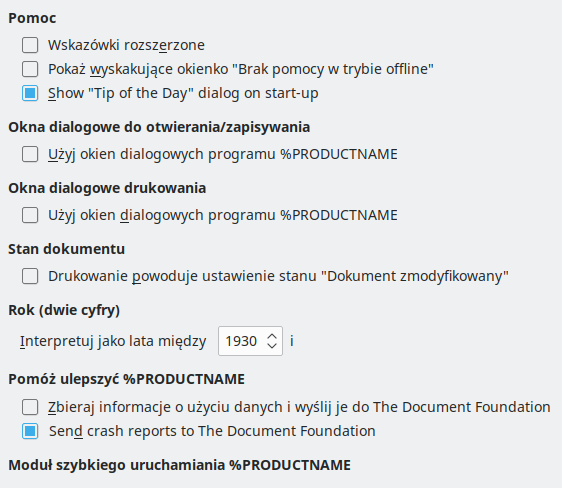 Pomoc
Wskazówki rozszerzone
Pokaż wyskakujące okienko "Brak pomocy w trybie offline"
Show "Tip of the Day" dialog on start-up
Okna dialogowe do otwierania/zapisywania
Użyj okien dialogowych programu %PRODUCTNAME
Okna dialogowe drukowania
Użyj okien dialogowych programu %PRODUCTNAME
Stan dokumentu
Drukowanie powoduje ustawienie stanu "Dokument zmodyfikowany"
Rok (dwie cyfry)
Interpretuj jako lata między 1930 i
Pomóż ulepszyć %PRODUCTNAME
Zbieraj informacje o użyciu danych i wyślij je do The Document Foundation
Send crash reports to The Document Foundation
Moduł szybkiego uruchamiania %PRODUCTNAME